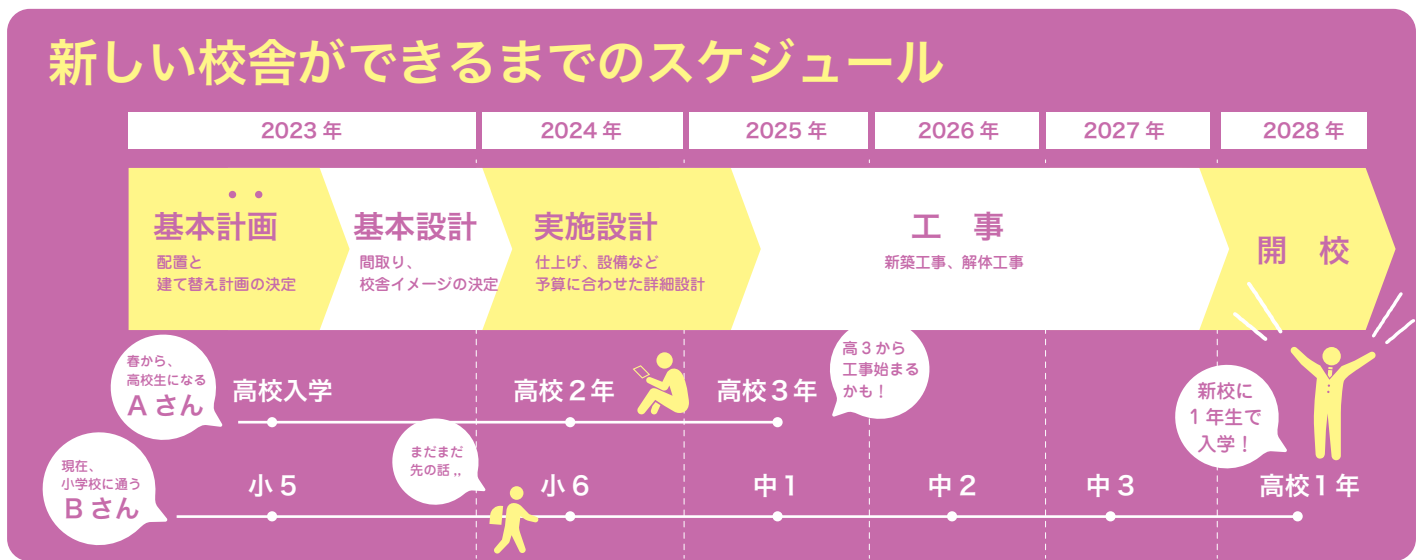 新しい校舎ができるまでのスケジュール
2023年
2024年
2025年
2026年
2027年
2028年
基本計画
配置と
建て替え計画の決定
基本設計
間取り、
校舎イメージの決定
実施設計
仕上げ、設備など
予算に合わせた詳細設計
工 事
新築工事、解体工事
開 校
春から、
高校生になる
Aさん
高校入学
高校2年
高校3年
高3から
工事始まる
かも！
現在、
小学校に通う
Bさん
小5
まだまだ
先の話,,
小6
中1
中2
中3
新校に
1年生で
入学！
高校1年